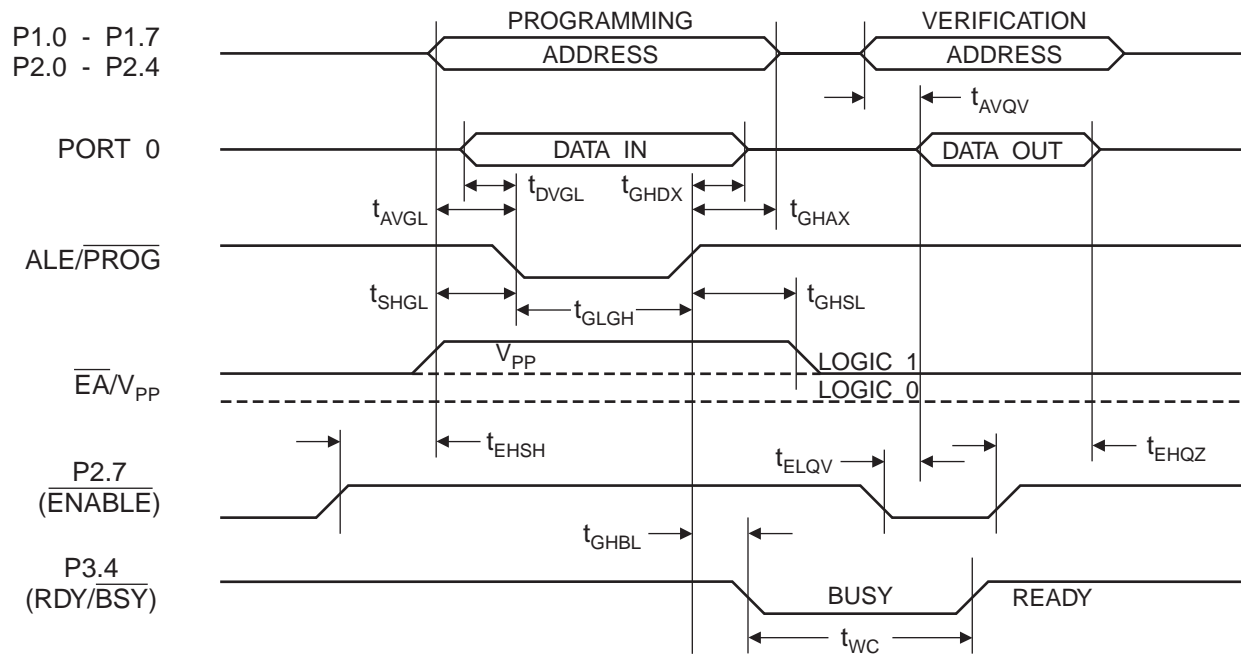 PROGRAMMING VERIFICATION
P1.0 - P1.7
P2.0 - P2.4
ADDRESS ADDRESS
tAVQV
PORT 0 DATA IN DATA OUT
tDVGL tGHDX
tAVGL tGHAX
ALE/PROG
tSHGL tGLGH tGHSL
VPP LOGIC 1
EA/VPP LOGIC 0
tEHSH tELQV tEHQZ
P2.7
(ENABLE)
tGHBL
P3.4
(RDY/BSY) BUSY READY
tWC